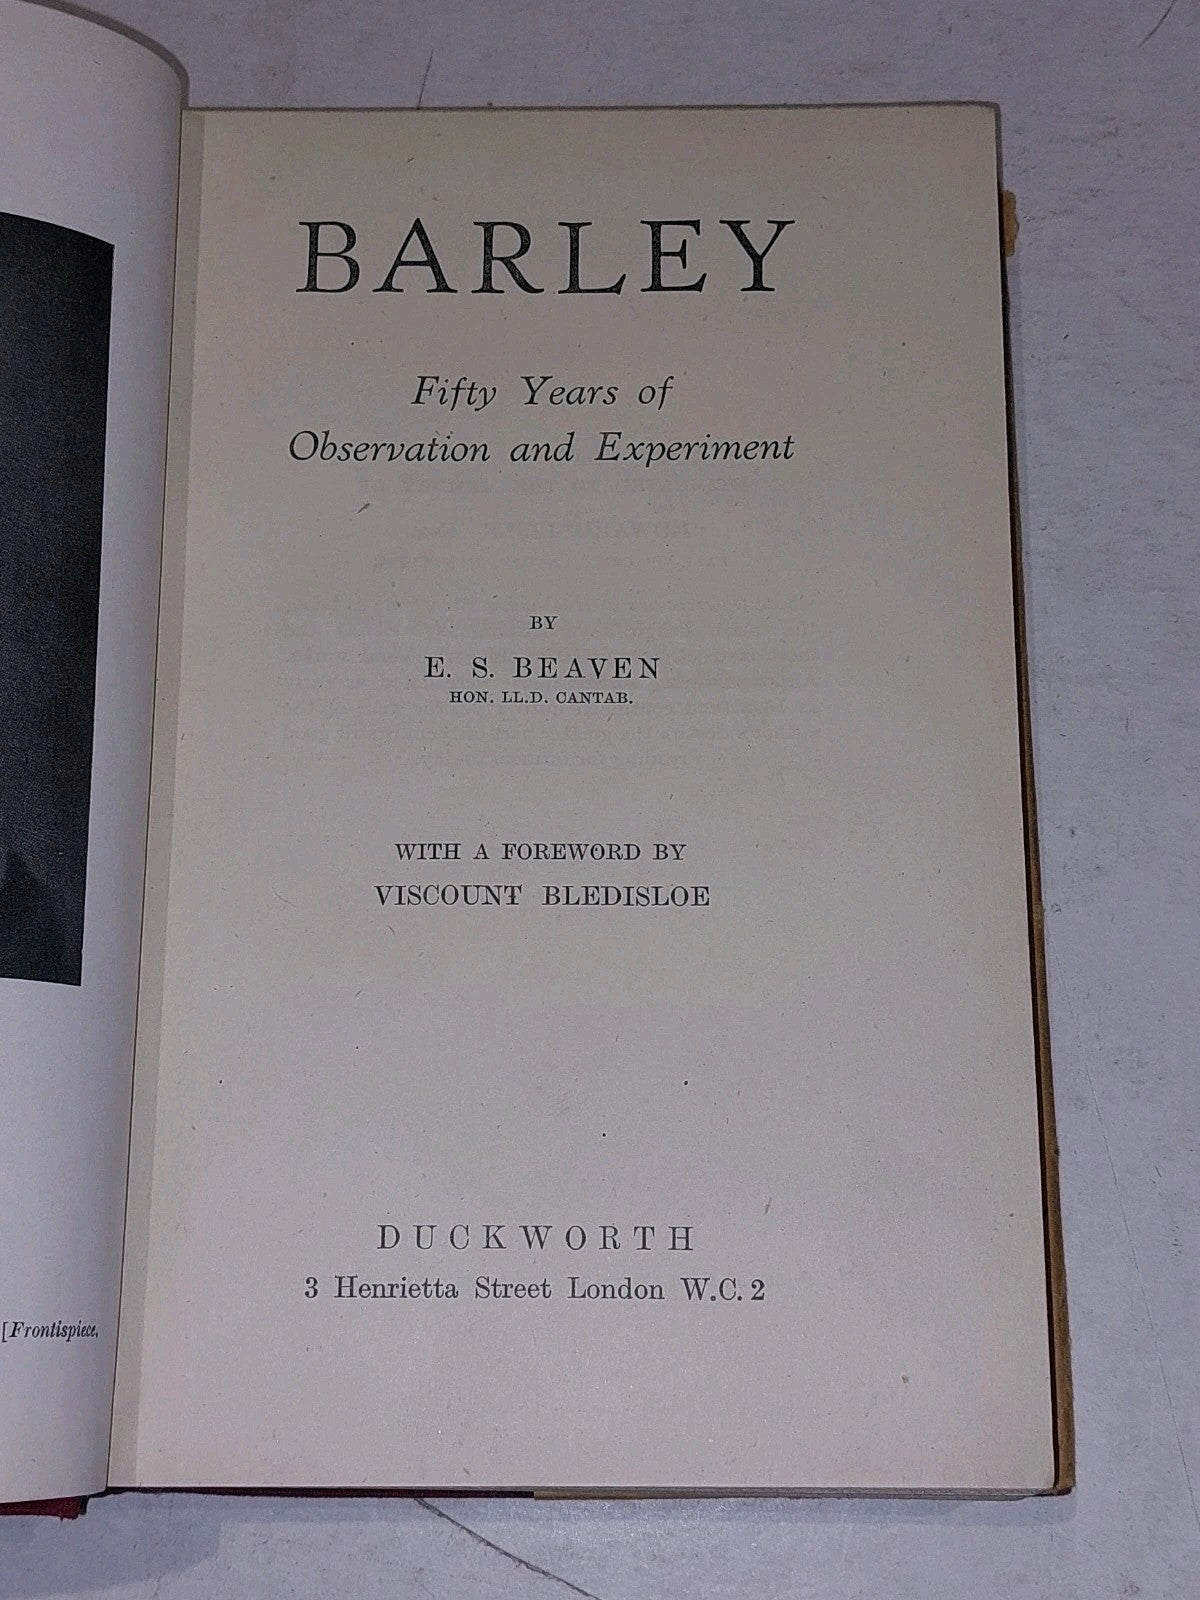 BARLEY
Fifty Years of
Observation and Experiment
BY
E. S. BEAVEN
HON. LL.D. CANTAB.
WITH A FOREWORD BY
VISCOUNT BLEDISLOE
DUCKWORTH
3 Henrietta Street London W.C. 2
[Frontispiece.